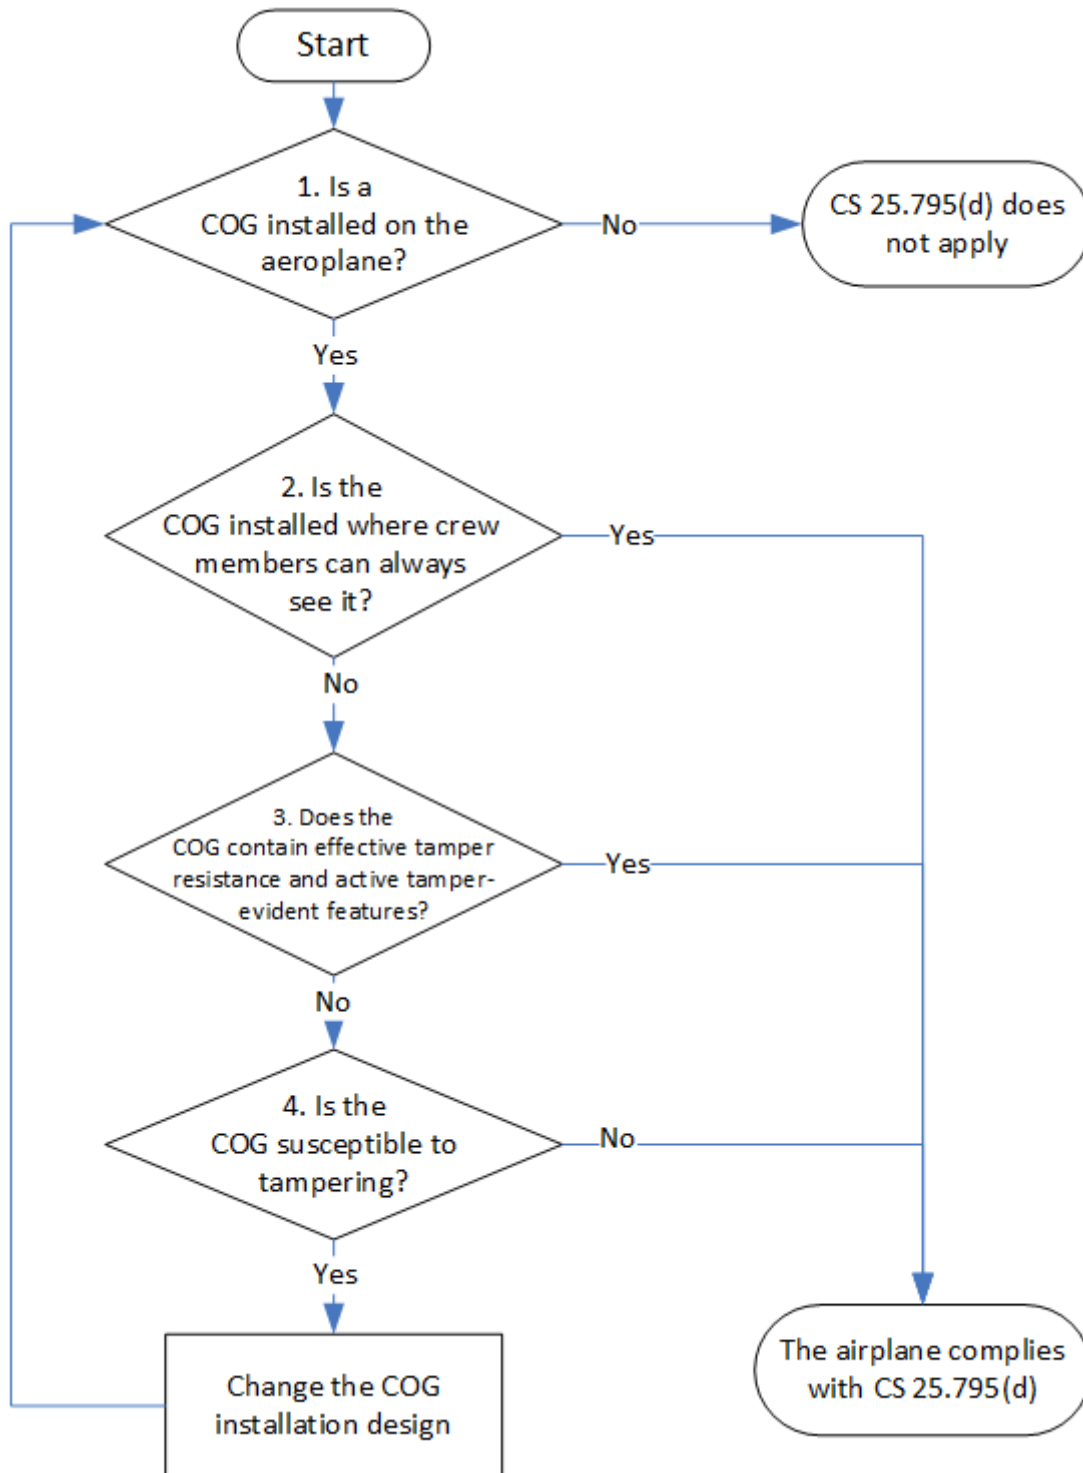 Start
1. Is a
COG installed on the
aeroplane?
No
CS 25.795(d) does
not apply
Yes
2. Is the
COG installed where crew
members can always
see it?
Yes
No
3. Does the
COG contain effective tamper
resistance and active tamper-
evident features?
Yes
No
4. Is the
COG susceptible to
tampering?
No
Yes
Change the COG
installation design
The airplane complies
with CS 25.795(d)